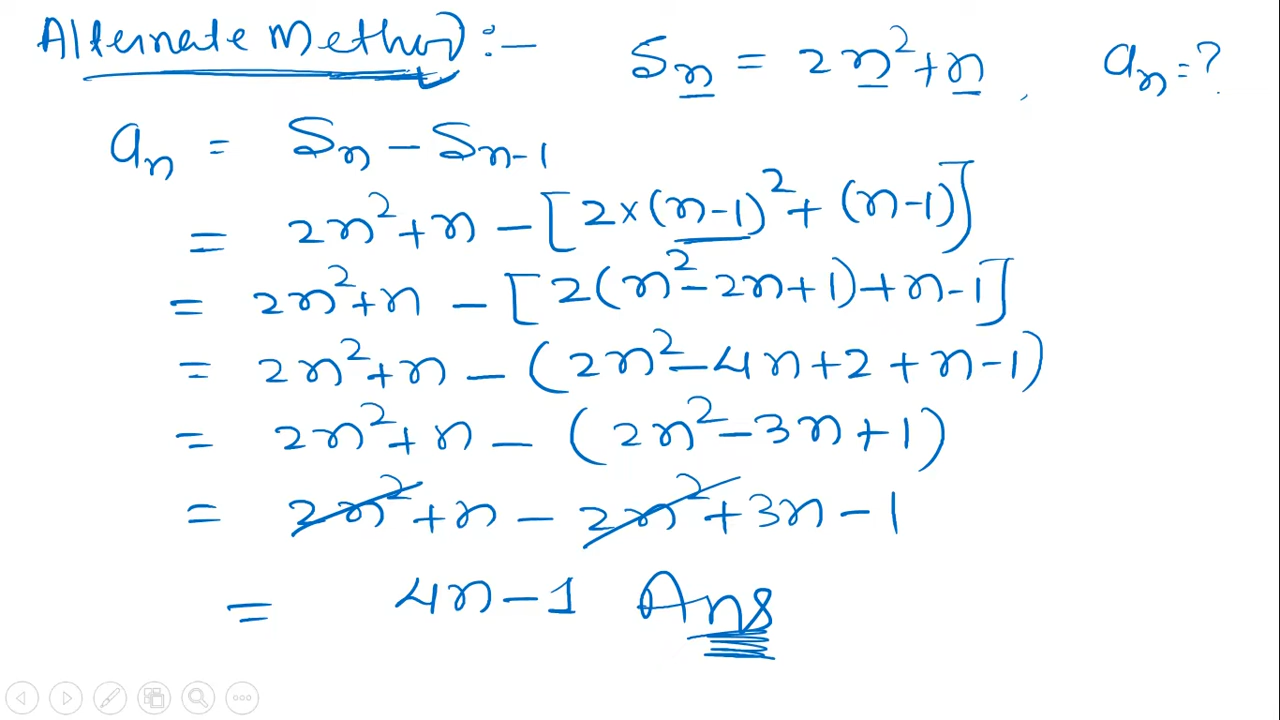 Alternate Method :- Sn = 2n²+n, an = ?
an = Sn - Sn-1
= 2n²+n - [2×(n-1)²+(n-1)]
= 2n²+n - [2(n²-2n+1)+n-1]
= 2n²+n - (2n²-4n+2+n-1)
= 2n²+n - (2n²-3n+1)
= 2n²+n - 2n²+3n-1
= 4n-1 Ans